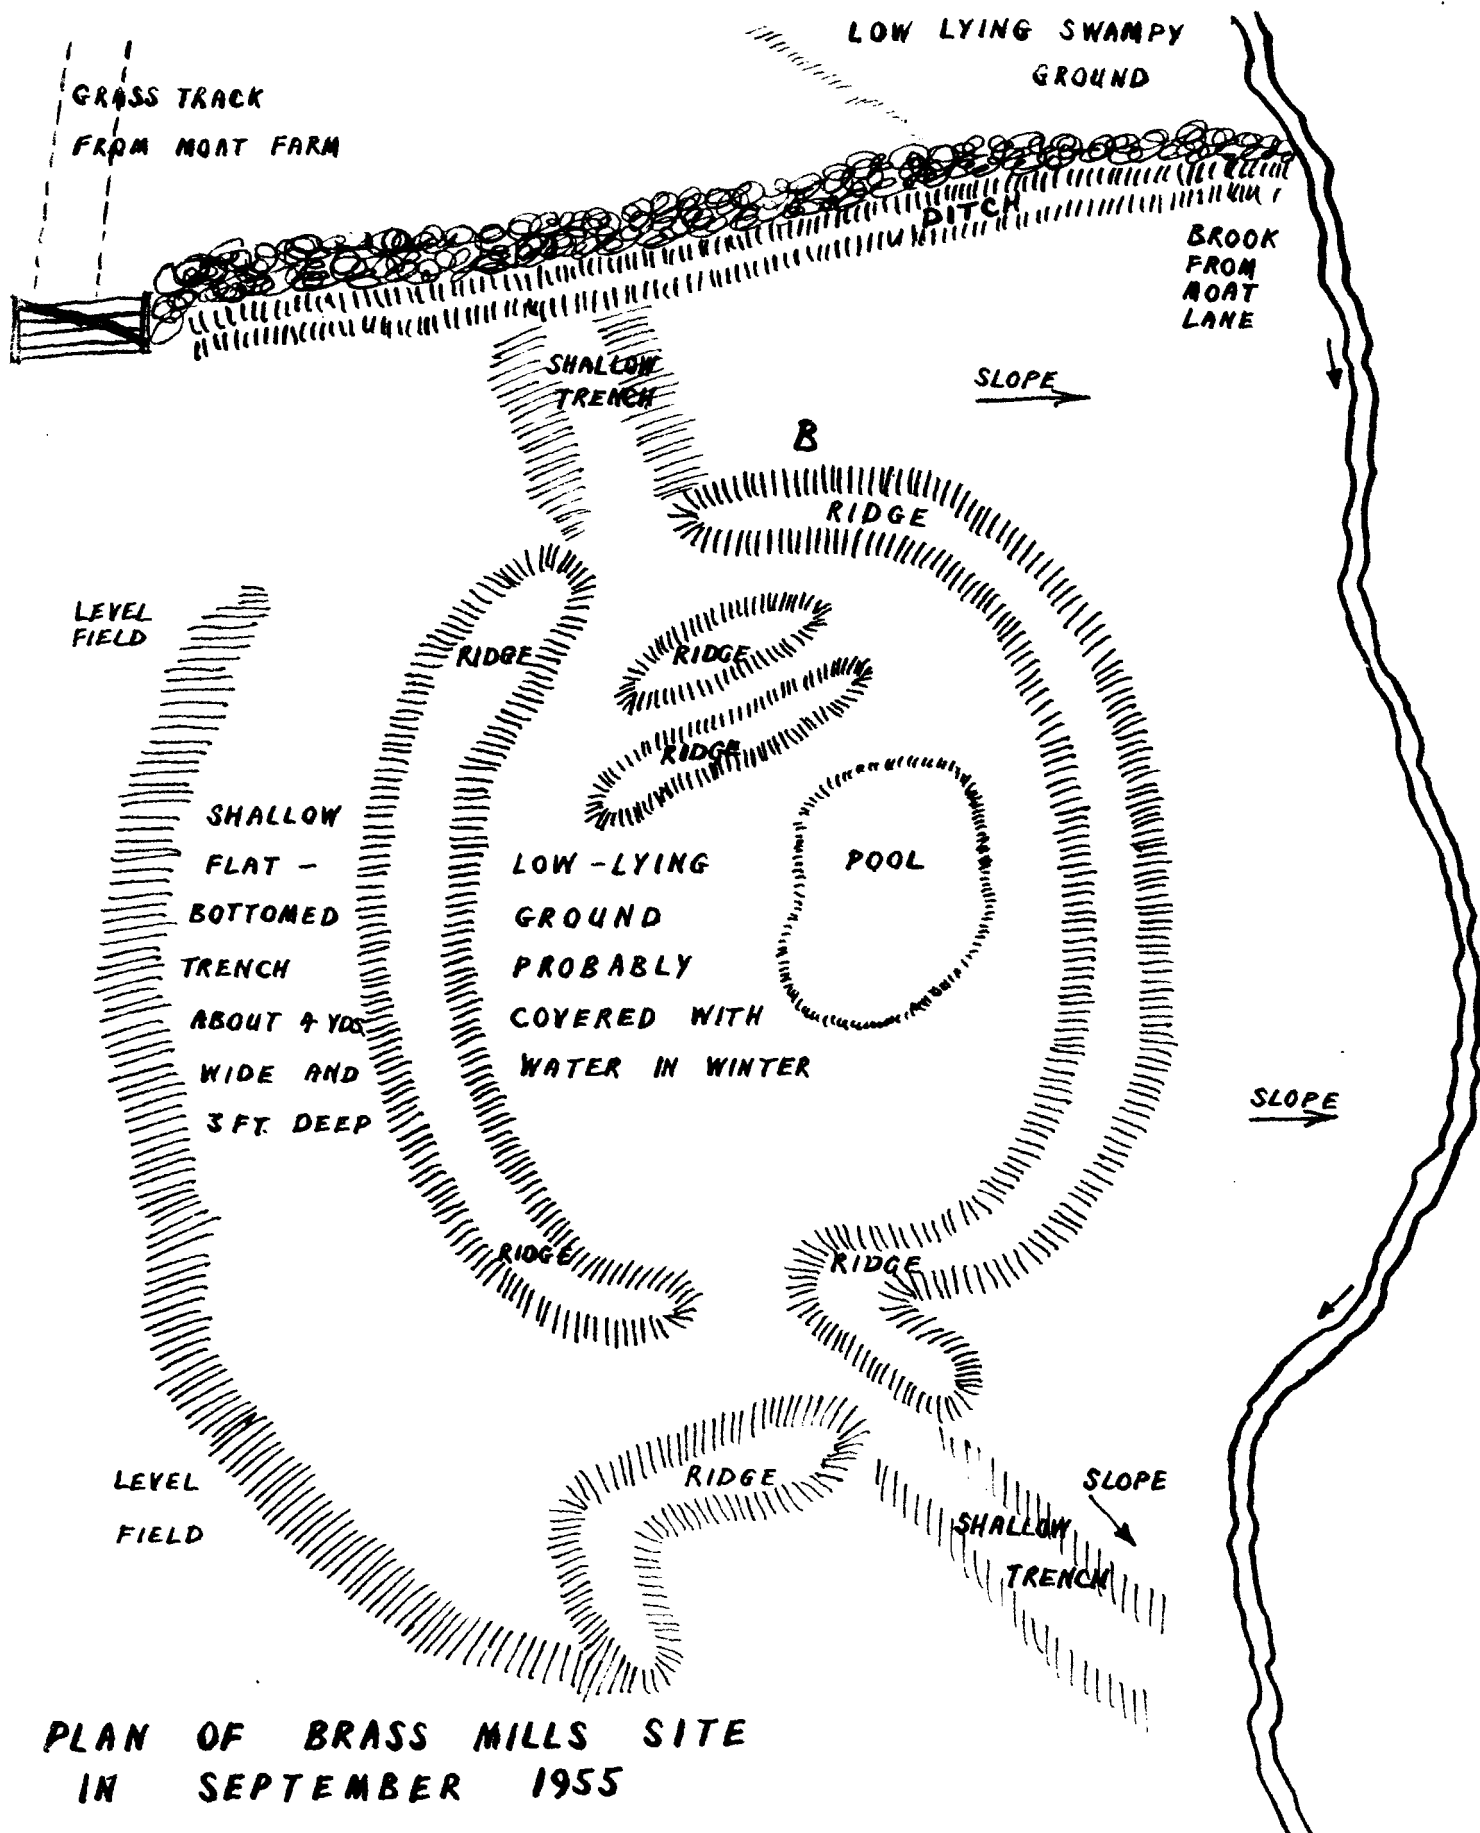 LOW LYING SWAMPY
GROUND
GRASS TRACK
FROM MOAT FARM
DITCH
BROOK
FROM
MOAT
LANE
SHALLOW
TRENCH
SLOPE
B
RIDGE
LEVEL
FIELD
RIDGE
RIDGE
RIDGE
SHALLOW
FLAT -
BOTTOMED
TRENCH
ABOUT 4 YDS
WIDE AND
3 FT. DEEP
LOW-LYING
GROUND
PROBABLY
COVERED WITH
WATER IN WINTER
POOL
SLOPE
RIDGE
RIDGE
RIDGE
LEVEL
FIELD
SLOPE
SHALLOW
TRENCH
PLAN OF BRASS MILLS SITE
IN SEPTEMBER 1955